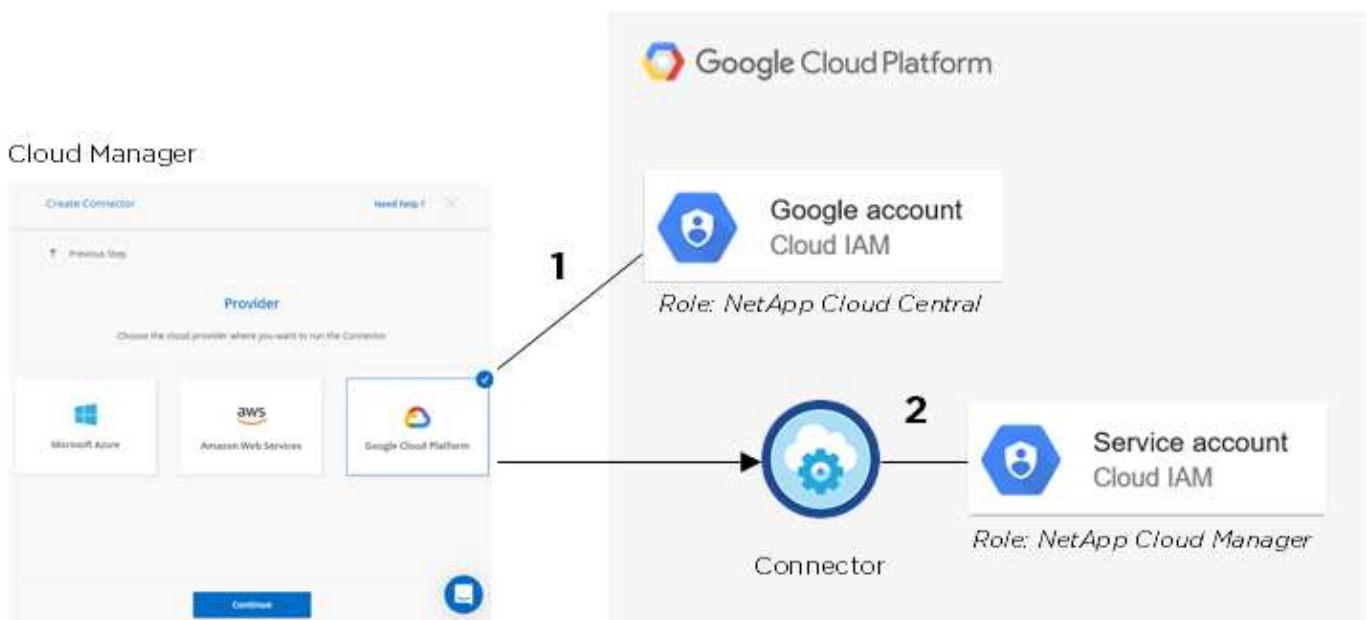 Google Cloud Platform
Cloud Manager
Create Connector
Need help ?
Previous Step
Provider
Choose the cloud provider where you want to run the Connector
Microsoft Azure
aws
Amazon Web Services
Google Cloud Platform
Continue
1
Google account
Cloud IAM
Role: NetApp Cloud Central
2
Connector
Service account
Cloud IAM
Role: NetApp Cloud Manager